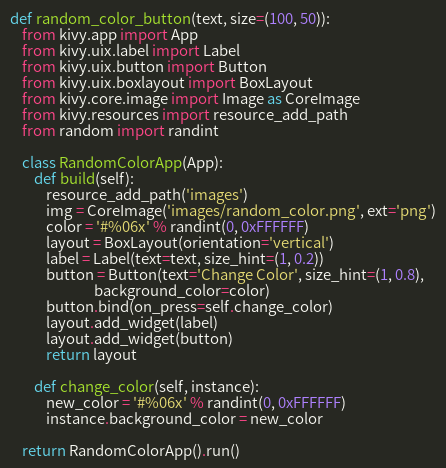 def random_color_button(text, size=(100, 50)):
from kivy.app import App
from kivy.uix.label import Label
from kivy.uix.button import Button
from kivy.uix.boxlayout import BoxLayout
from kivy.core.image import Image as CoreImage
from kivy.resources import resource_add_path
from random import randint
class RandomColorApp(App):
def build(self):
resource_add_path('images')
img = CoreImage('images/random_color.png', ext='png')
color = '#%06x' % randint(0, 0xFFFFFF)
layout = BoxLayout(orientation='vertical')
label = Label(text=text, size_hint=(1, 0.2))
button = Button(text='Change Color', size_hint=(1, 0.8),
background_color=color)
button.bind(on_press=self.change_color)
layout.add_widget(label)
layout.add_widget(button)
return layout
def change_color(self, instance):
new_color = '#%06x' % randint(0, 0xFFFFFF)
instance.background_color = new_color
return RandomColorApp().run()